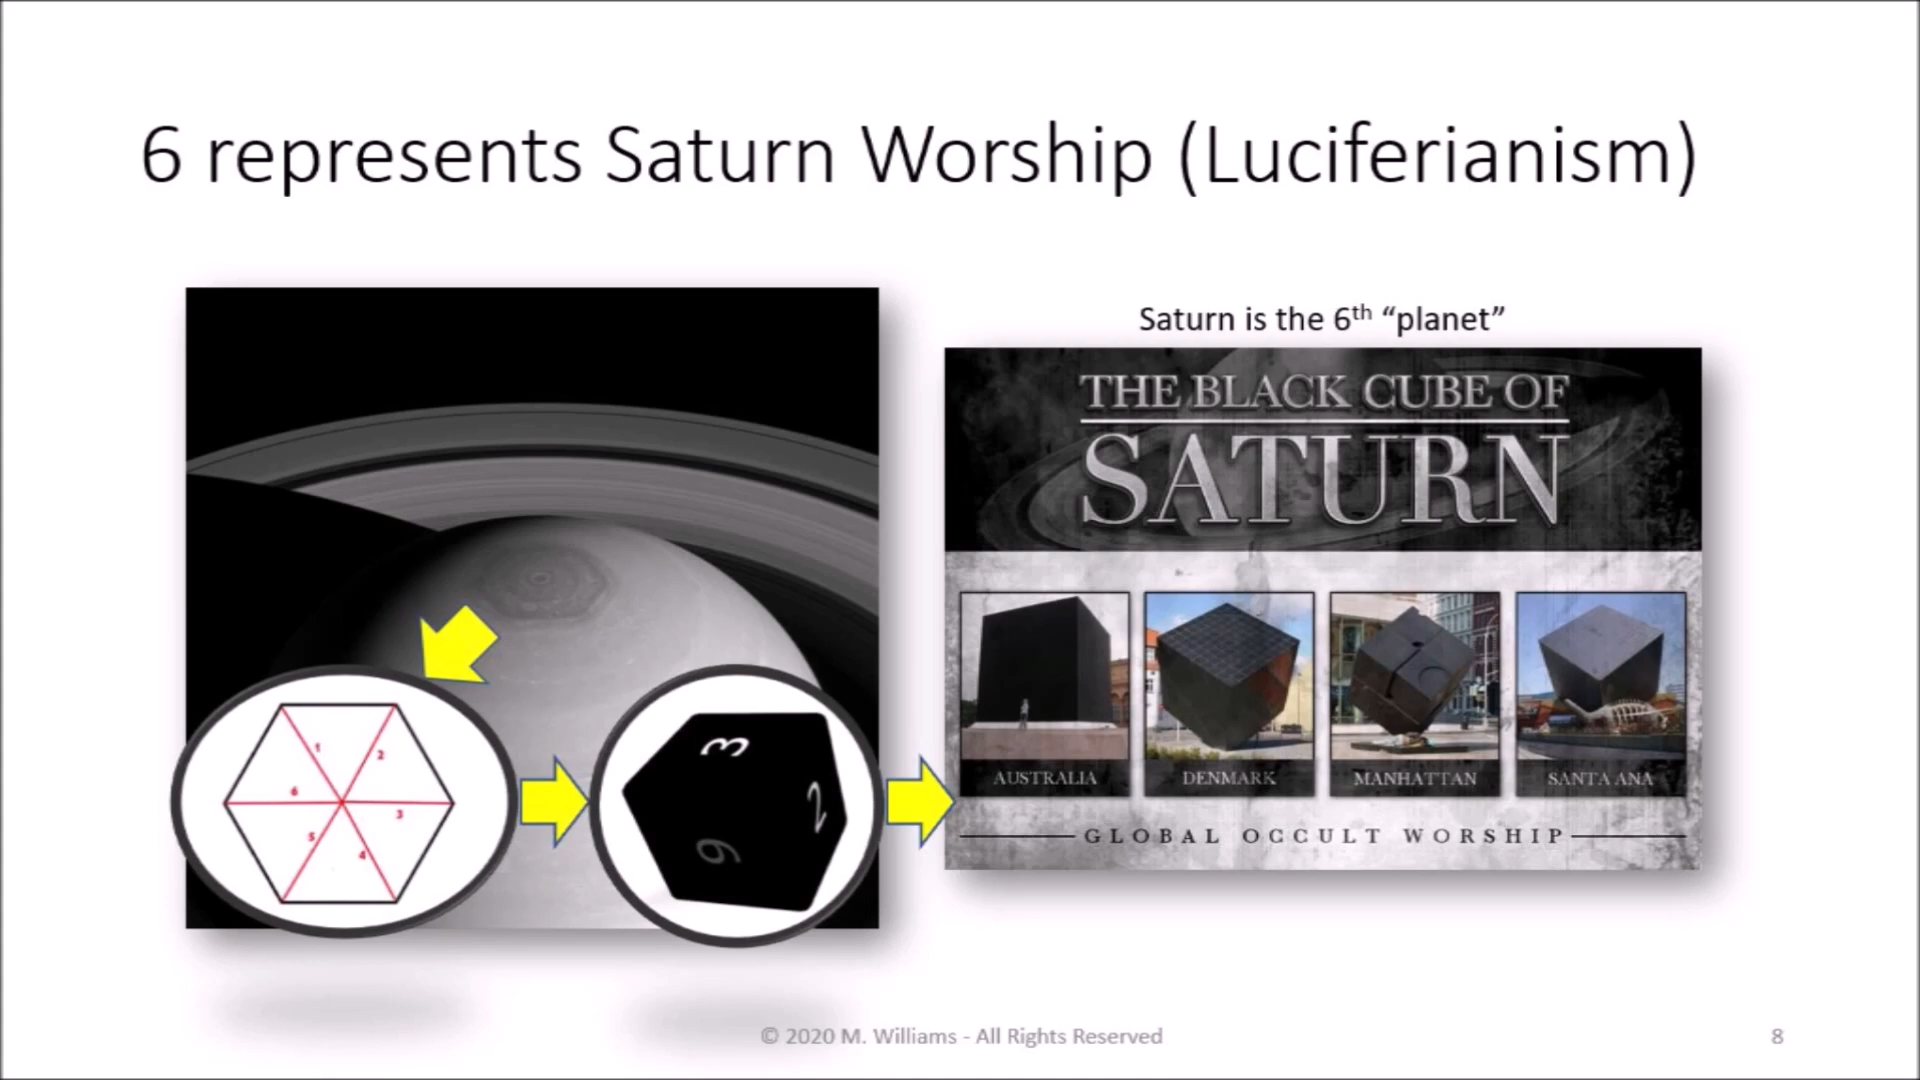 6 represents Saturn Worship (Luciferianism)
Saturn is the 6th “planet”
THE BLACK CUBE OF
SATURN
1
2
6
3
5
4
3
2
6
AUSTRALIA
DENMARK
MANHATTAN
SANTA ANA
GLOBAL OCCULT WORSHIP
© 2020 M. Williams - All Rights Reserved
8